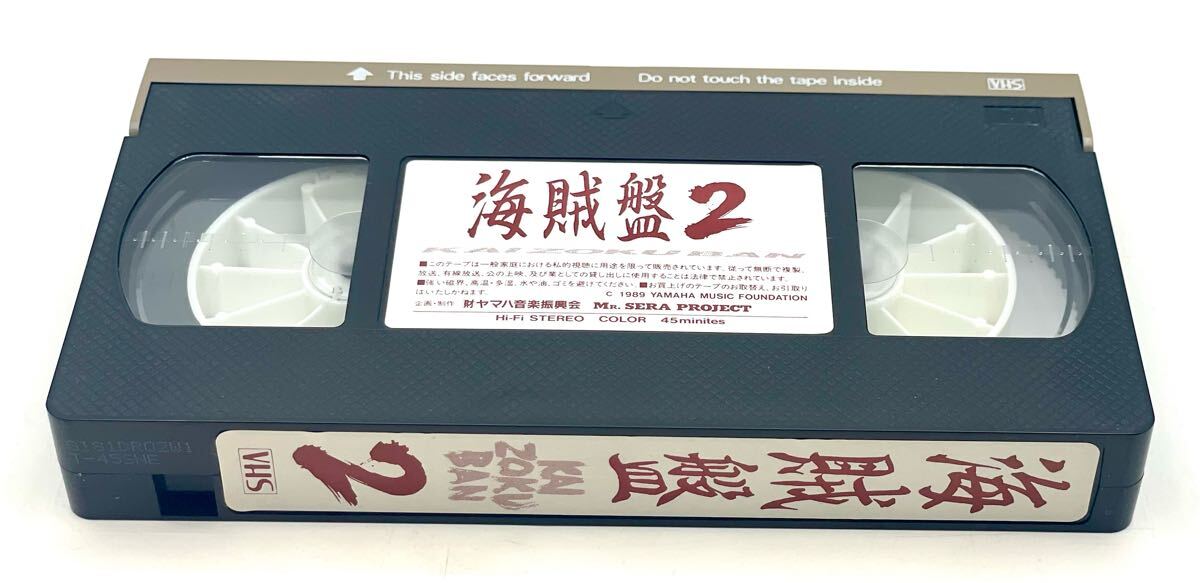 This side faces forward Do not touch the tape inside VHS
海賊盤2
KAIZOKUBAN
■このテープは一般家庭における私的視聴に用途を限って販売されています。従って無断で複製、
放送、有線放送、公の上映、及び業としての貸し出しに使用することは法律で禁止されています。
■強い磁界、高温・多湿、水や油、ゴミを避けてください。■お買上げのテープのお取替え、お引取り
はいたしかねます。 © 1989 YAMAHA MUSIC FOUNDATION
企画・制作 財ヤマハ音楽振興会 MR. SERA PROJECT
Hi-Fi STEREO COLOR 45minites
海賊盤2
KAI
ZOKU
BAN
VHS